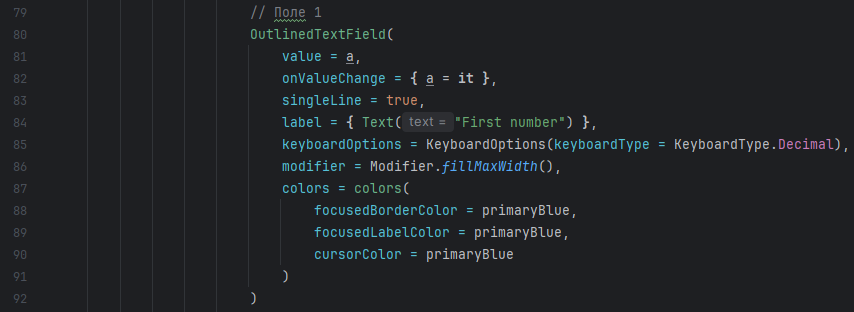 79 // Поле 1
80 OutlinedTextField(
81 value = a,
82 onValueChange = { a = it },
83 singleLine = true,
84 label = { Text( text = "First number") },
85 keyboardOptions = KeyboardOptions(keyboardType = KeyboardType.Decimal),
86 modifier = Modifier.fillMaxWidth(),
87 colors = colors(
88 focusedBorderColor = primaryBlue,
89 focusedLabelColor = primaryBlue,
90 cursorColor = primaryBlue
91 )
92 )